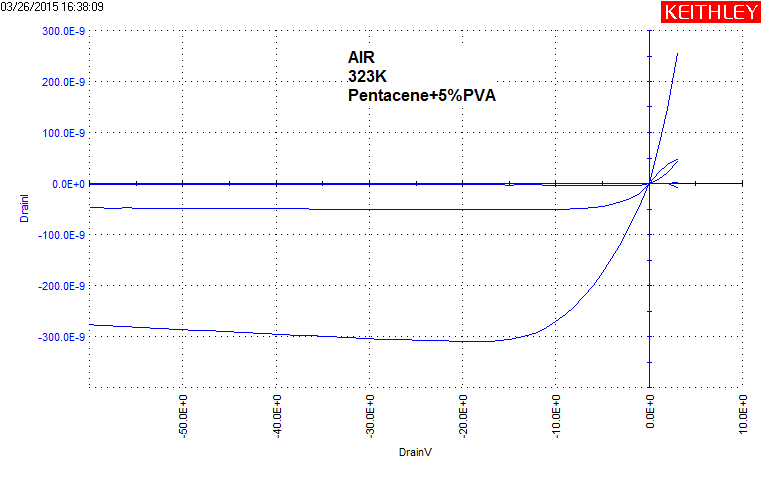 03/26/2015 16:38:09
KEITHLEY
300.0E-9
AIR
323K
Pentacene+5%PVA
200.0E-9
100.0E-9
0.0E+0
-100.0E-9
-200.0E-9
-300.0E-9
DrainI
-50.0E+0
-40.0E+0
-30.0E+0
-20.0E+0
-10.0E+0
0.0E+0
10.0E+0
DrainV